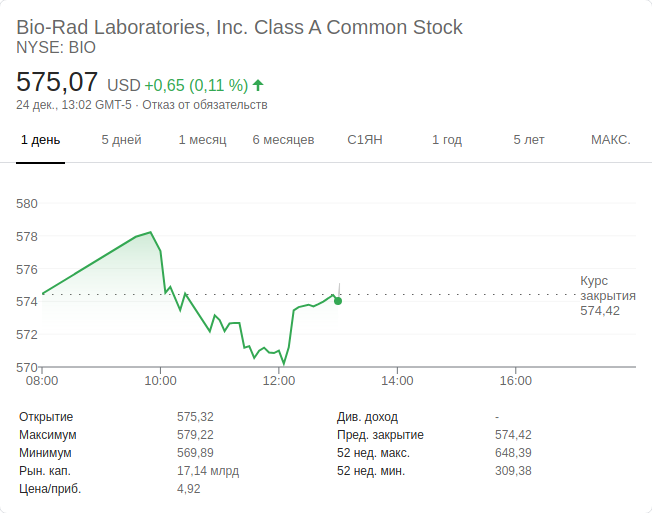 Bio-Rad Laboratories, Inc. Class A Common Stock
NYSE: BIO
575,07 USD +0,65 (0,11 %)
24 дек., 13:02 GMT-5 · Отказ от обязательств
1 день 5 дней 1 месяц 6 месяцев С1ЯН 1 год 5 лет МАКС.
580
578
576
574
572
570
Курс
закрытия
574,42
08:00 10:00 12:00 14:00 16:00
Открытие 575,32 Див. доход -
Максимум 579,22 Пред. закрытие 574,42
Минимум 569,89 52 нед. макс. 648,39
Рын. кап. 17,14 млрд 52 нед. мин. 309,38
Цена/приб. 4,92